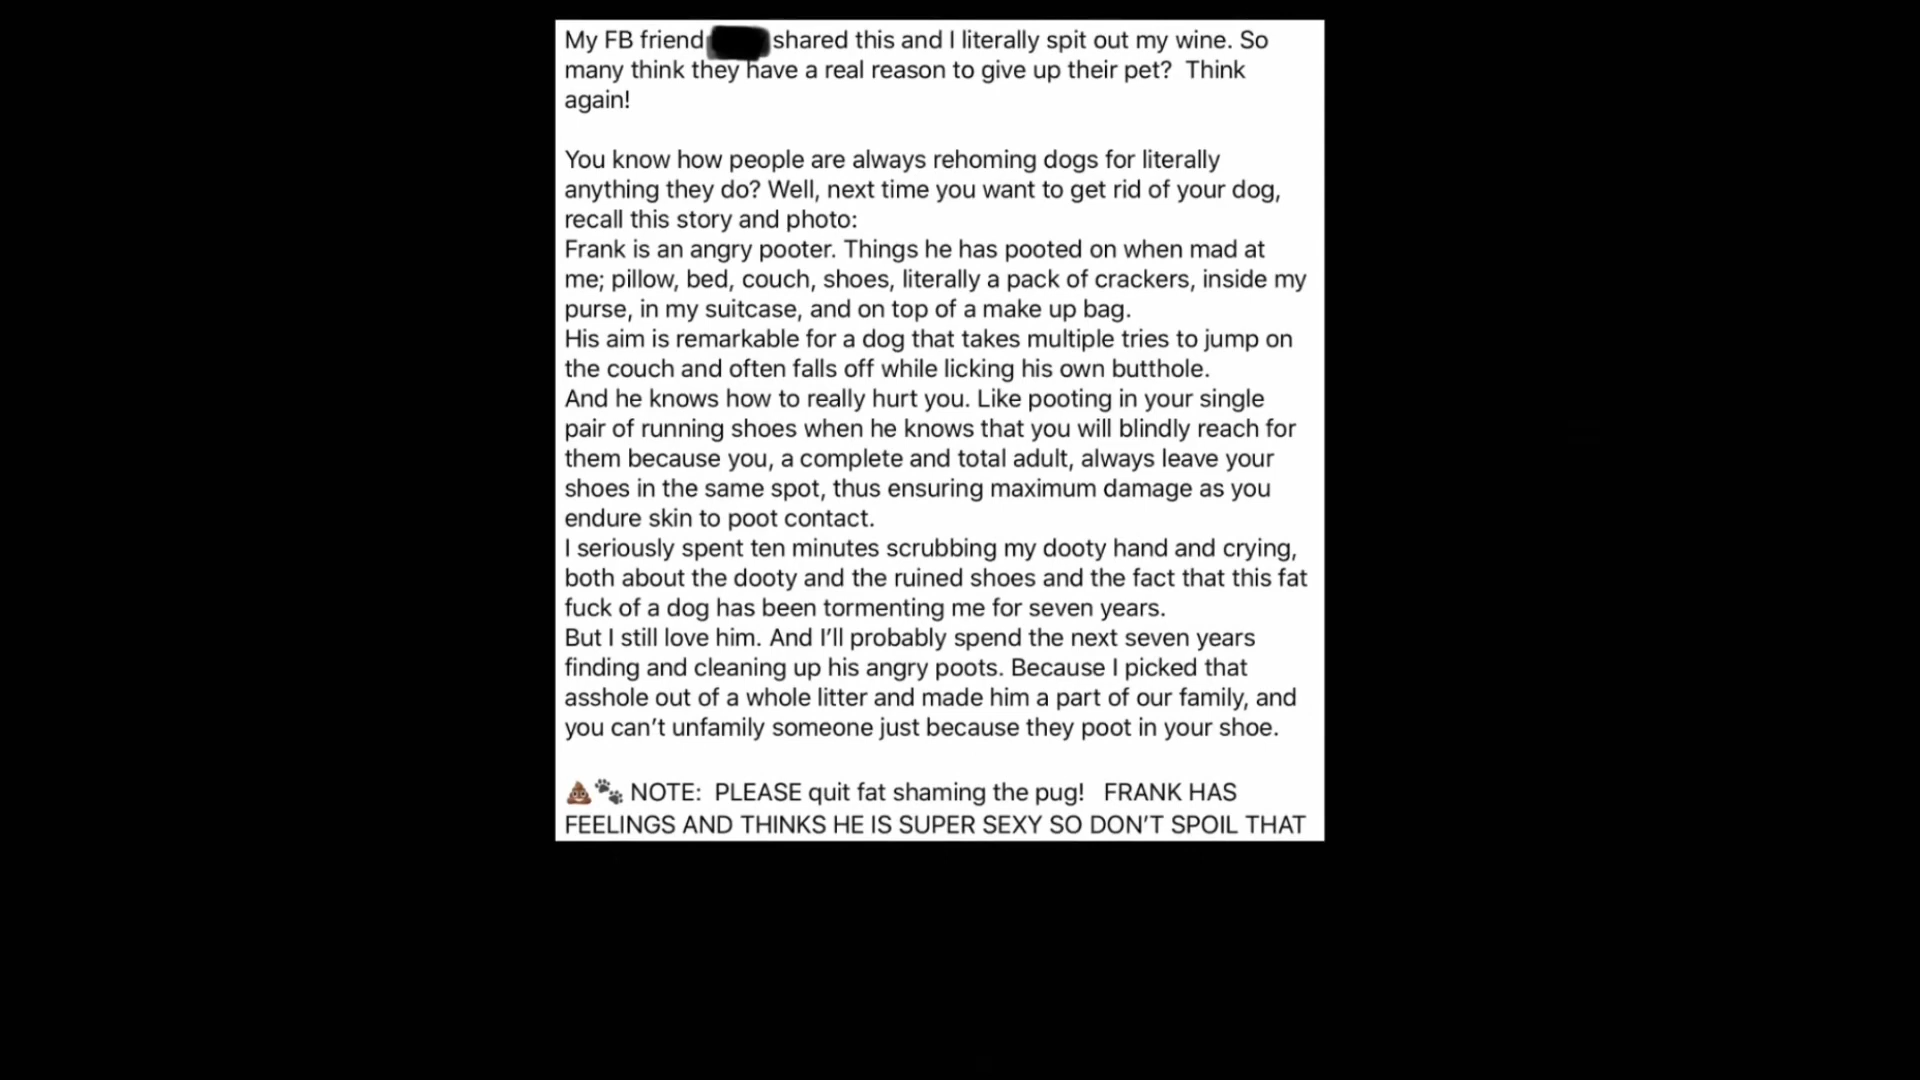 My FB friend shared this and I literally spit out my wine. So
many think they have a real reason to give up their pet?  Think
again!
You know how people are always rehoming dogs for literally
anything they do? Well, next time you want to get rid of your dog,
recall this story and photo:
Frank is an angry pooter. Things he has pooted on when mad at
me; pillow, bed, couch, shoes, literally a pack of crackers, inside my
purse, in my suitcase, and on top of a make up bag.
His aim is remarkable for a dog that takes multiple tries to jump on
the couch and often falls off while licking his own butthole.
And he knows how to really hurt you. Like pooting in your single
pair of running shoes when he knows that you will blindly reach for
them because you, a complete and total adult, always leave your
shoes in the same spot, thus ensuring maximum damage as you
endure skin to poot contact.
I seriously spent ten minutes scrubbing my dooty hand and crying,
both about the dooty and the ruined shoes and the fact that this fat
fuck of a dog has been tormenting me for seven years.
But I still love him. And I’ll probably spend the next seven years
finding and cleaning up his angry poots. Because I picked that
asshole out of a whole litter and made him a part of our family, and
you can’t unfamily someone just because they poot in your shoe.
💩🐾 NOTE:  PLEASE quit fat shaming the pug!   FRANK HAS
FEELINGS AND THINKS HE IS SUPER SEXY SO DON’T SPOIL THAT